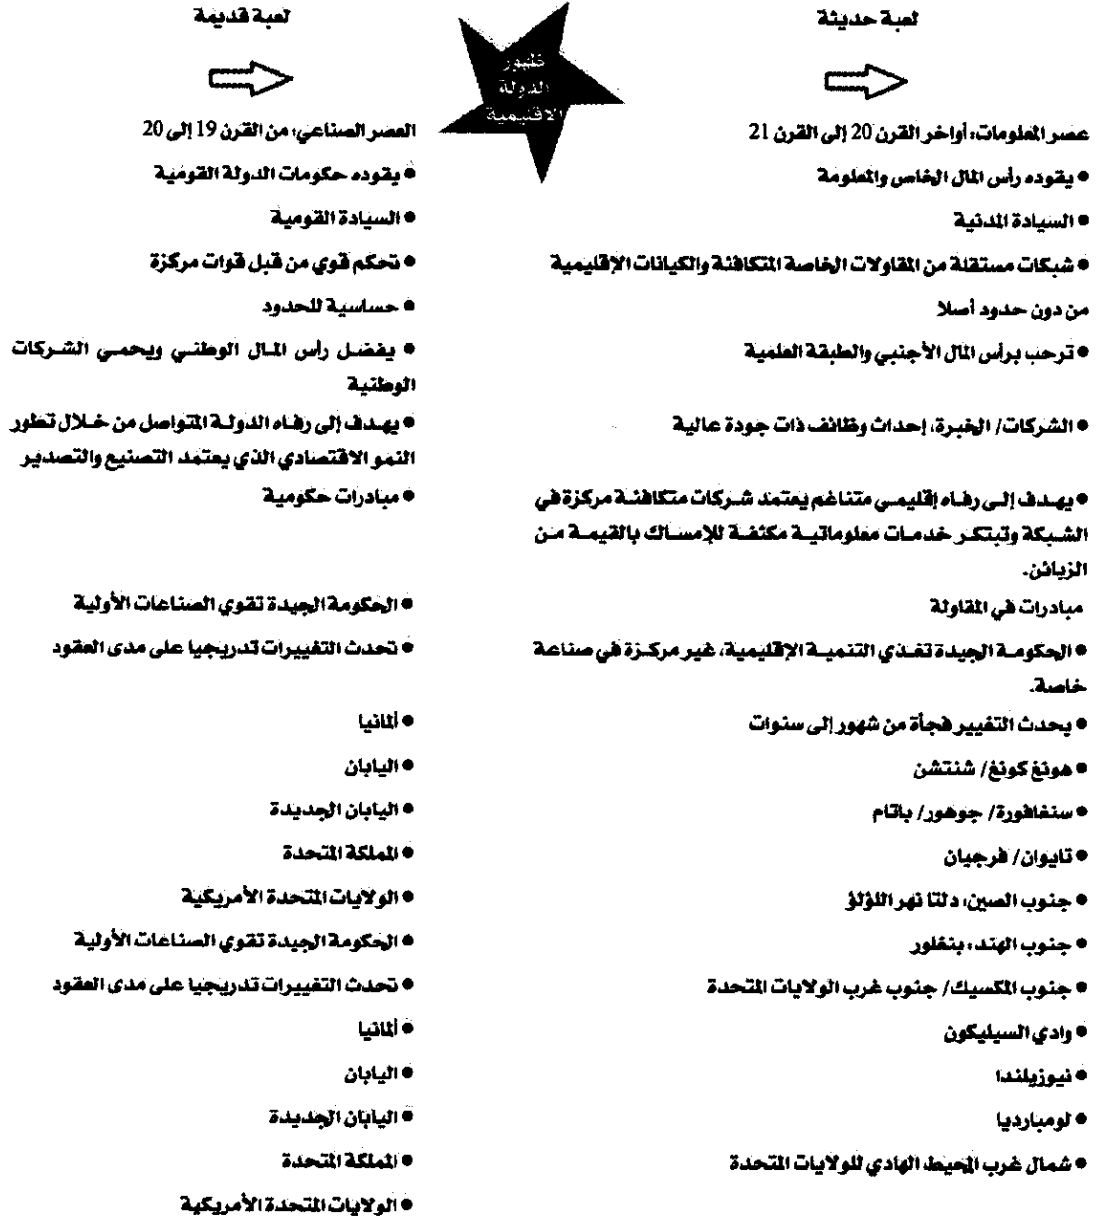 لعبة حديثة
عصر المعلومات: أواخر القرن 20 إلى القرن 21
● يقوده رأس المال الخاص والمعلومة
● السيادة المدنية
● شبكات مستقلة من المقاولات الخاصة المتكافئة والكيانات الإقليمية
من دون حدود أصلا
● ترحب برأس المال الأجنبي والطبقة العلمية
● الشركات/ الخبرة، إحداث وظائف ذات جودة عالية
● يهدف إلى رفاه إقليمي متناغم يعتمد شركات متكافئة مركزة في
الشبكة وتبتكر خدمات معلوماتية مكثفة للإمساك بالقيمة من
الزبائن.
مبادرات في المقاولة
● الحكومة الجيدة تغذي التنمية الإقليمية، غير مركزة في صناعة
خاصة.
● يحدث التغيير فجأة من شهور إلى سنوات
● هونغ كونغ/ شنتشن
● سنغافورة/ جوهور/ باتام
● تايوان/ فرجيان
● جنوب الصين: دلتا نهر اللؤلؤ
● جنوب الهند: بنغلور
● جنوب المكسيك/ جنوب غرب الولايات المتحدة
● وادي السيليكون
● نيوزيلندا
● لومبارديا
● شمال غرب المحيط الهادي للولايات المتحدة
ظهور
الدولة
الاقليمية
لعبة قديمة
العصر الصناعي: من القرن 19 إلى 20
● يقوده حكومات الدولة القومية
● السيادة القومية
● تحكم قوي من قبل قوات مركزة
● حساسية للحدود
● يفضل رأس المال الوطني ويحمي الشركات
الوطنية
● يهدف إلى رفاه الدولة المتواصل من خلال تطور
النمو الاقتصادي الذي يعتمد التصنيع والتصدير
● مبادرات حكومية
● الحكومة الجيدة تقوي الصناعات الأولية
● تحدث التغييرات تدريجيا على مدى العقود
● ألمانيا
● اليابان
● اليابان الجديدة
● المملكة المتحدة
● الولايات المتحدة الأمريكية
● الحكومة الجيدة تقوي الصناعات الأولية
● تحدث التغييرات تدريجيا على مدى العقود
● ألمانيا
● اليابان
● اليابان الجديدة
● المملكة المتحدة
● الولايات المتحدة الأمريكية